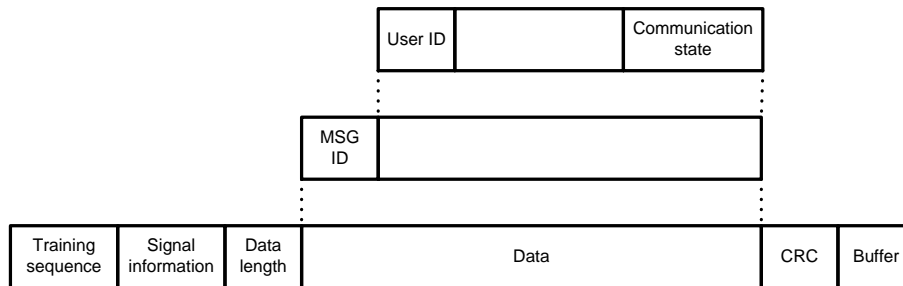 User ID
Communication
state
MSG
ID
Training
sequence
Signal
information
Data
length
Data
CRC
Buffer